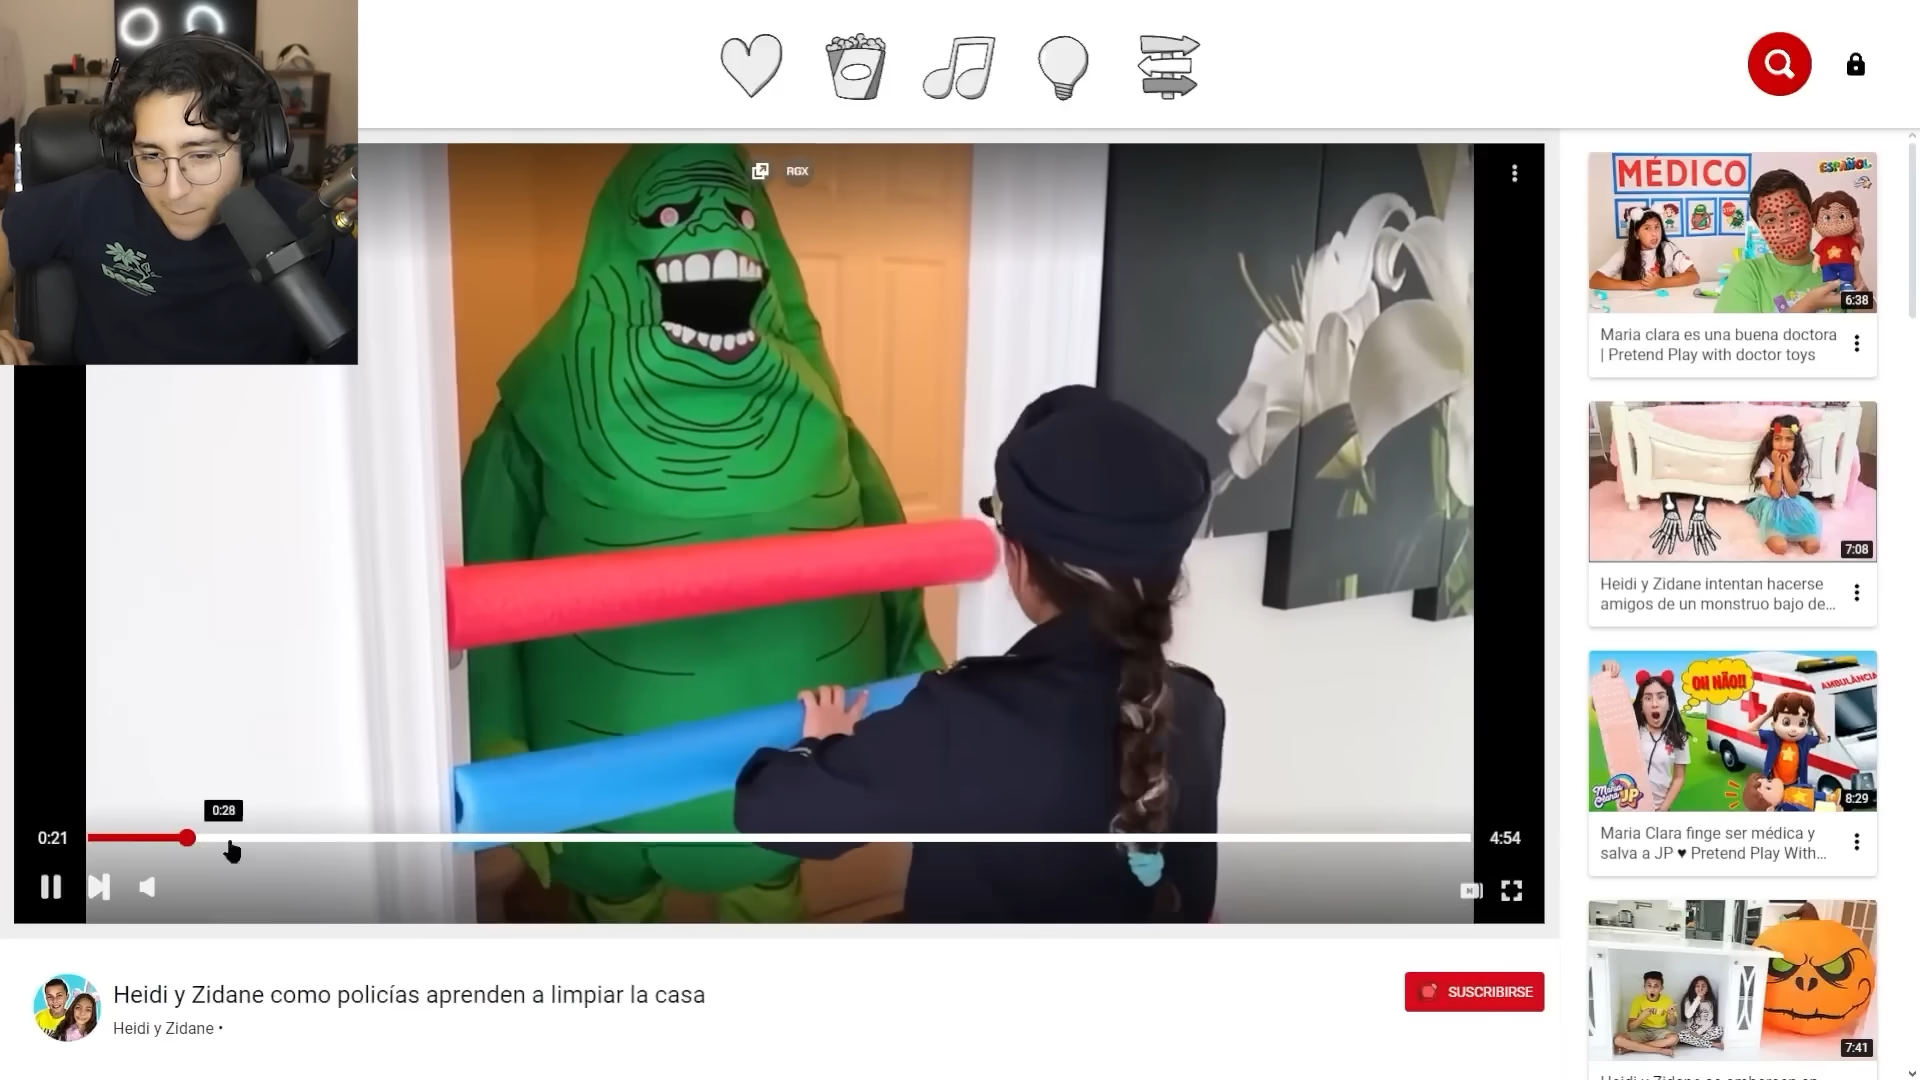 RGX
0:28
0:21
4:54
Heidi y Zidane como policías aprenden a limpiar la casa
Heidi y Zidane •
SUSCRIBIRSE
MÉDICO
ESPAÑOL
6:38
Maria clara es una buena doctora
| Pretend Play with doctor toys
7:08
Heidi y Zidane intentan hacerse
amigos de un monstruo bajo de...
OH NÃO!!
AMBULÂNCIA
Maria Clara
JP
8:29
Maria Clara finge ser médica y
salva a JP ♥ Pretend Play With...
7:41